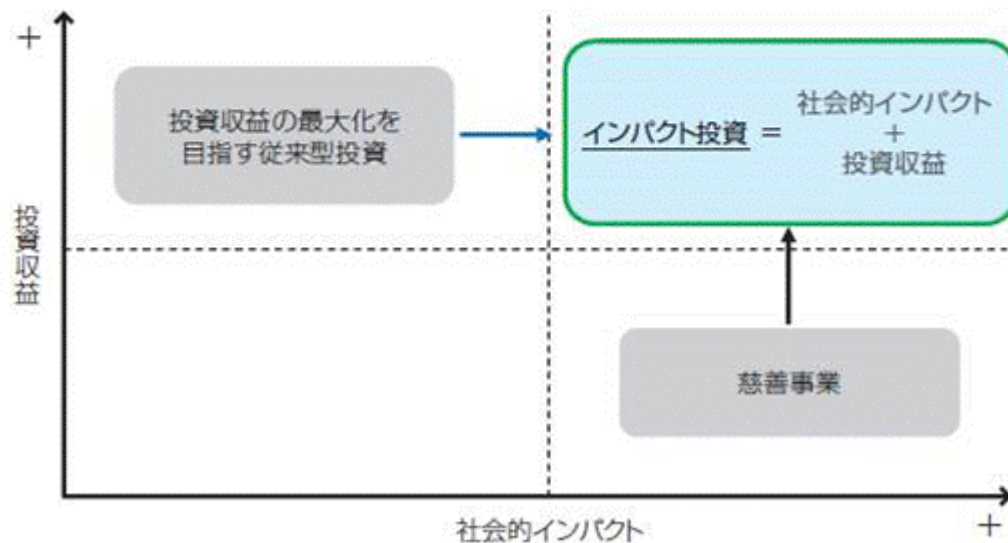 +
投資収益の最大化を
目指す従来型投資
インパクト投資 = 社会的インパクト
+
投資収益
投資収益
慈善事業
社会的インパクト
+